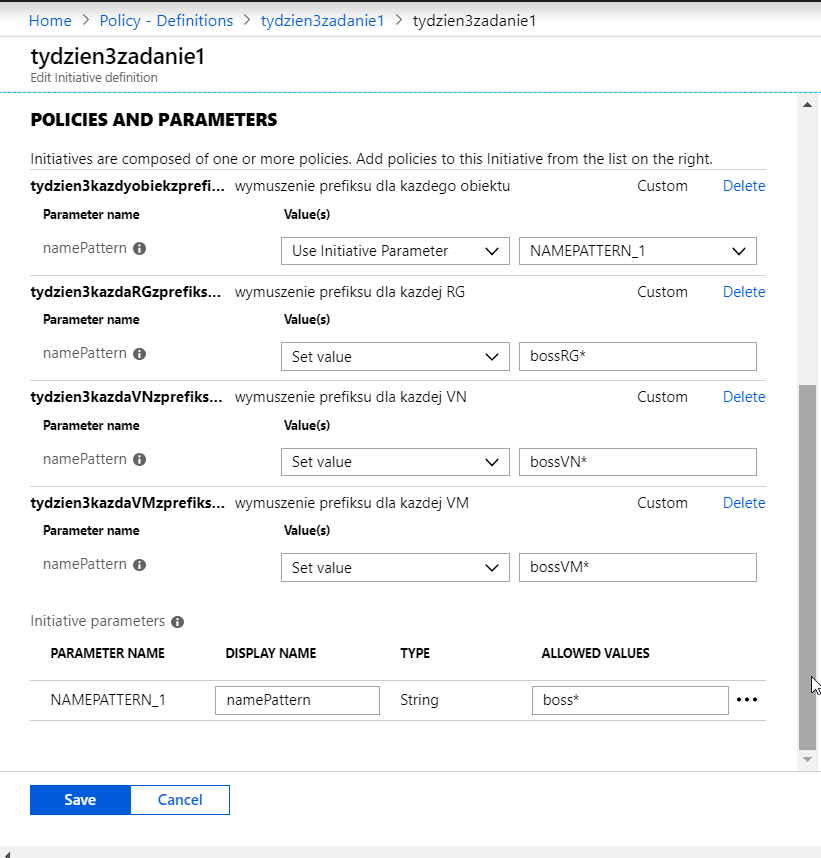 Home > Policy - Definitions > tydzien3zadanie1 > tydzien3zadanie1
tydzien3zadanie1
Edit Initiative definition
POLICIES AND PARAMETERS
Initiatives are composed of one or more policies. Add policies to this Initiative from the list on the right.
tydzien3kazdyobiekzprefi... wymuszenie prefiksu dla kazdego obiektu Custom Delete
Parameter name Value(s)
namePattern Use Initiative Parameter NAMEPATTERN_1
tydzien3kazdaRGzprefiks... wymuszenie prefiksu dla kazdej RG Custom Delete
Parameter name Value(s)
namePattern Set value bossRG*
tydzien3kazdaVNzprefiks... wymuszenie prefiksu dla kazdej VN Custom Delete
Parameter name Value(s)
namePattern Set value bossVN*
tydzien3kazdaVMzprefiks... wymuszenie prefiksu dla kazdej VM Custom Delete
Parameter name Value(s)
namePattern Set value bossVM*
Initiative parameters
PARAMETER NAME DISPLAY NAME TYPE ALLOWED VALUES
NAMEPATTERN_1 namePattern String boss* ...
Save Cancel